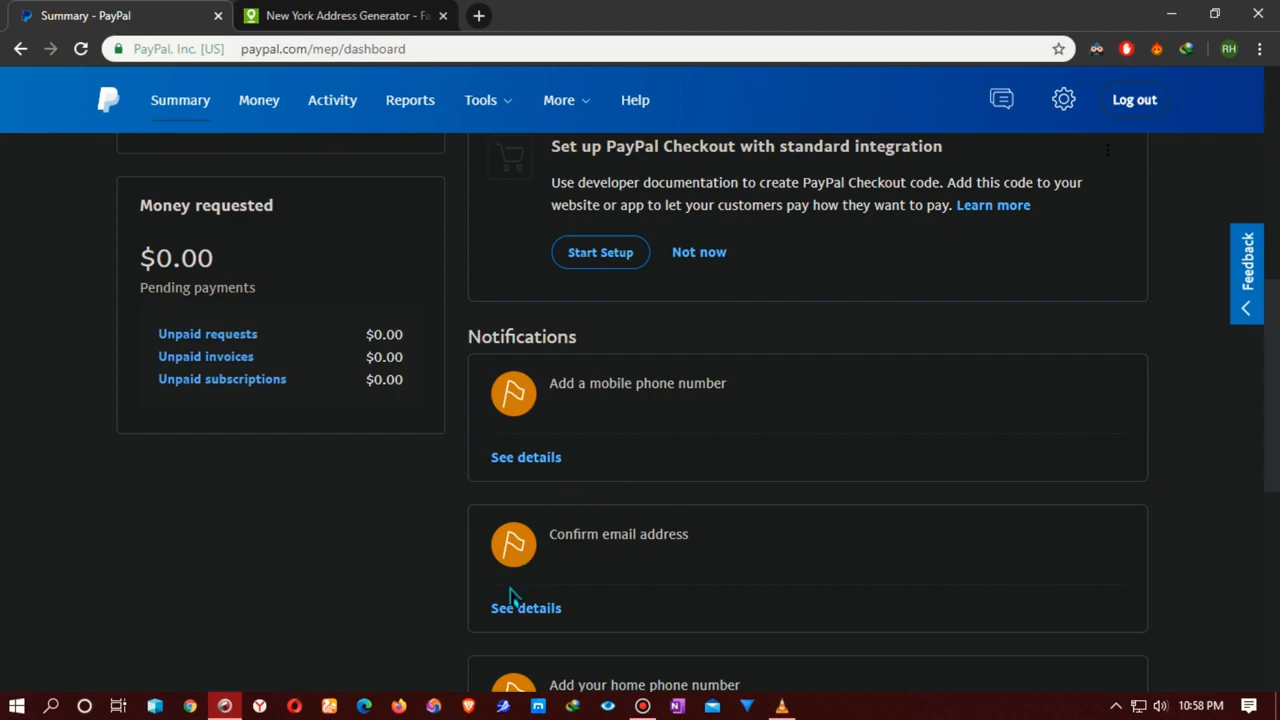 Summary - PayPal
New York Address Generator - Fa
PayPal, Inc. [US]
paypal.com/mep/dashboard
RH
Summary
Money
Activity
Reports
Tools
More
Help
Log out
Set up PayPal Checkout with standard integration
Use developer documentation to create PayPal Checkout code. Add this code to your
website or app to let your customers pay how they want to pay. Learn more
Start Setup
Not now
Money requested
$0.00
Pending payments
Unpaid requests $0.00
Unpaid invoices $0.00
Unpaid subscriptions $0.00
Feedback
Notifications
Add a mobile phone number
See details
Confirm email address
See details
Add your home phone number
10:58 PM